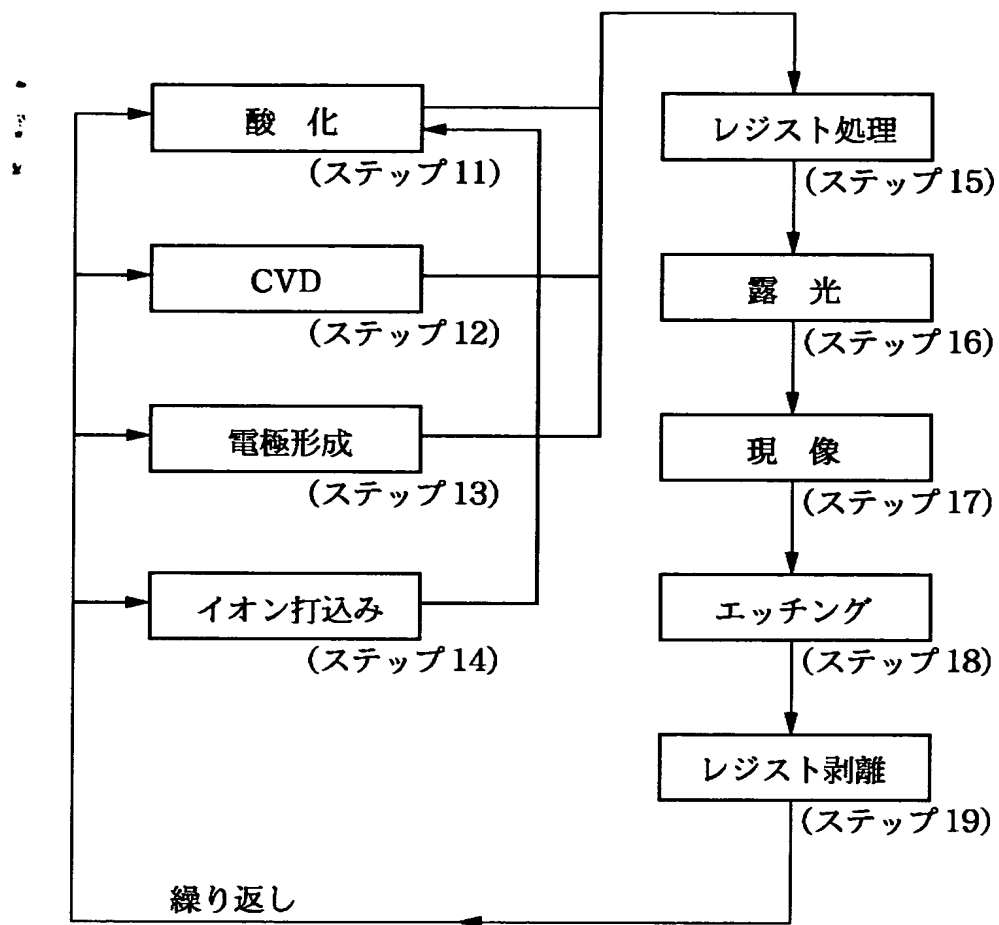 酸　化
(ステップ11)
CVD
(ステップ12)
電極形成
(ステップ13)
イオン打込み
(ステップ14)
レジスト処理
(ステップ15)
露　光
(ステップ16)
現　像
(ステップ17)
エッチング
(ステップ18)
レジスト剥離
(ステップ19)
繰り返し